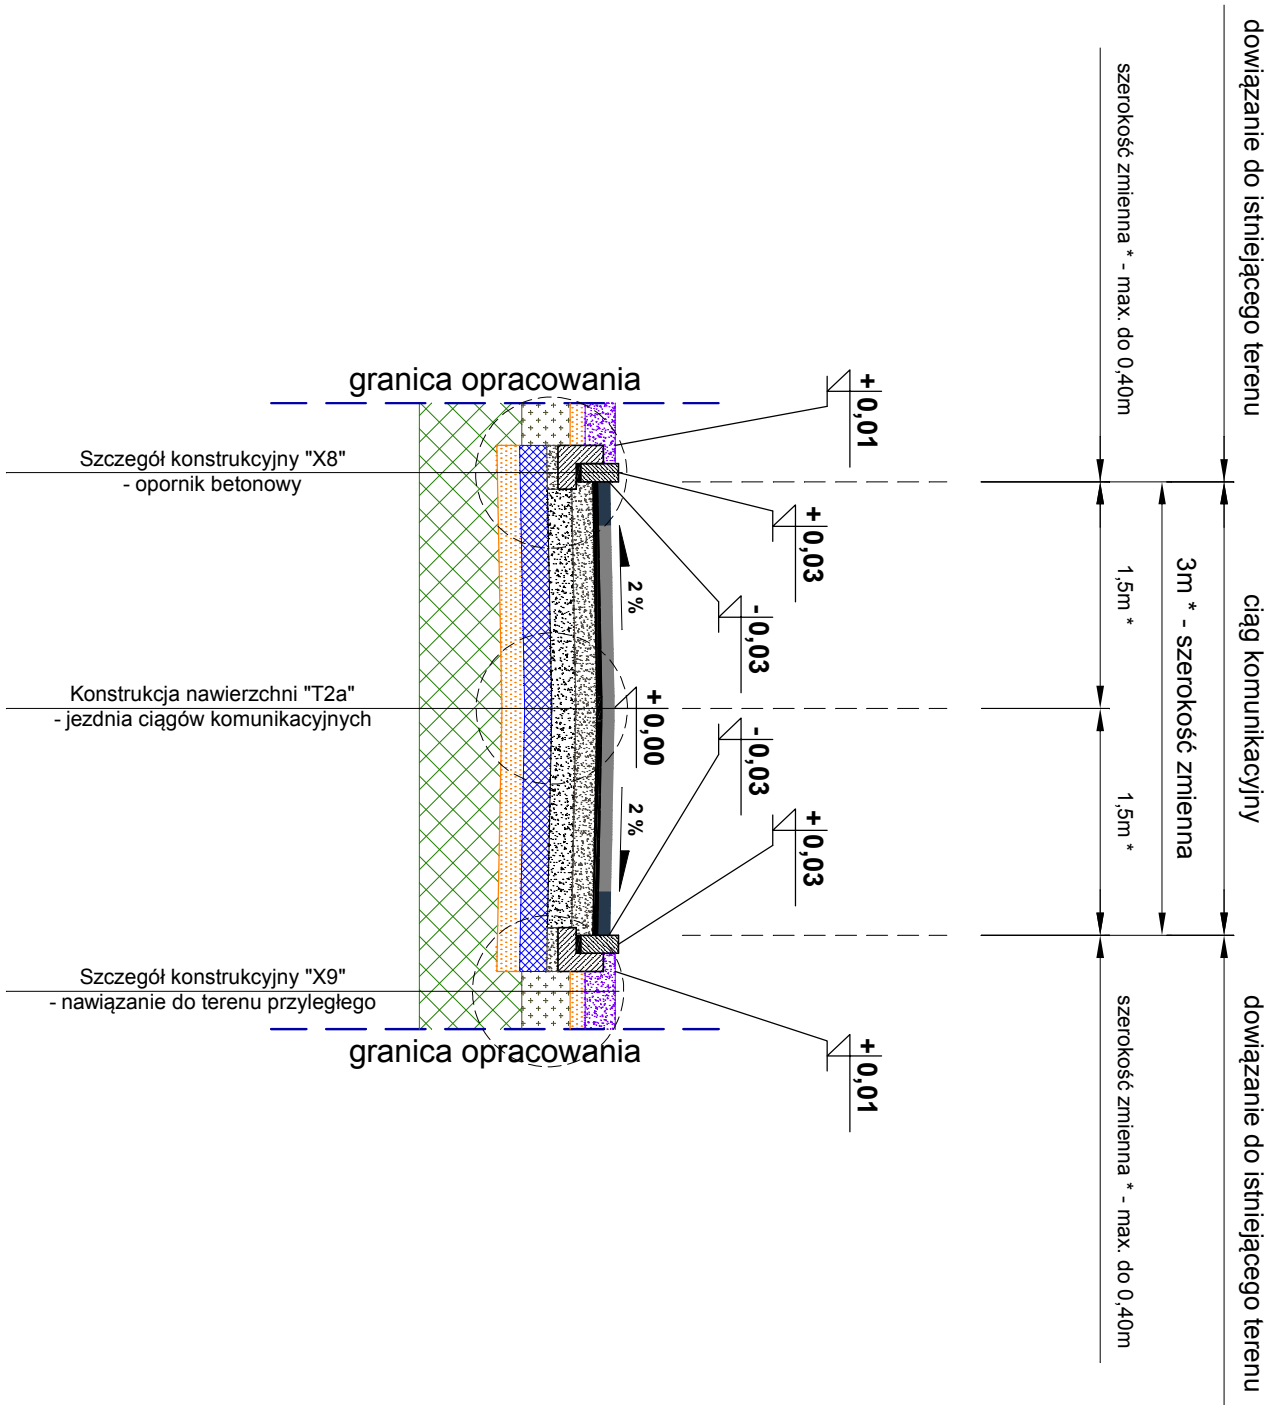 dowiązanie do istniejącego terenu
ciąg komunikacyjny
dowiązanie do istniejącego terenu
3m * - szerokość zmienna
szerokość zmienna * - max. do 0,40m
1,5m *
1,5m *
szerokość zmienna * - max. do 0,40m
+0,01
+0,03
-0,03
+0,00
-0,03
+0,03
+0,01
2 %
2 %
granica opracowania
Szczegół konstrukcyjny "X8"
- opornik betonowy
Konstrukcja nawierzchni "T2a"
- jezdnia ciągów komunikacyjnych
Szczegół konstrukcyjny "X9"
- nawiązanie do terenu przyległego
granica opracowania